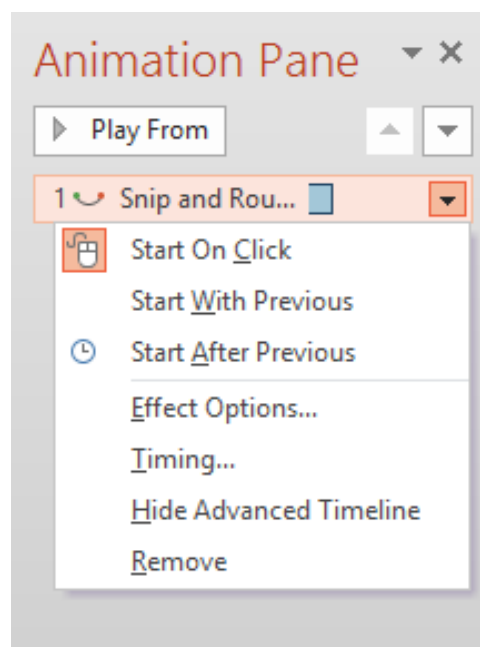 Animation Pane
Play From
1 Snip and Rou...
Start On Click
Start With Previous
Start After Previous
Effect Options...
Timing...
Hide Advanced Timeline
Remove